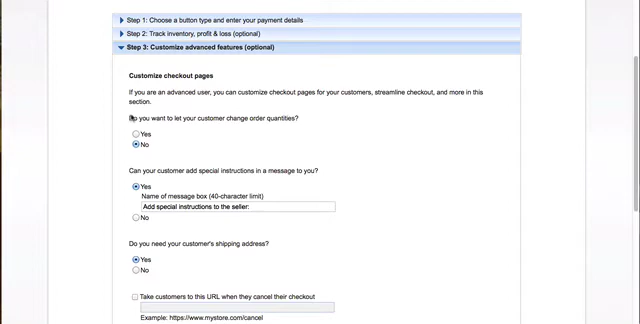 Step 1: Choose a button type and enter your payment details
Step 2: Track inventory, profit & loss (optional)
Step 3: Customize advanced features (optional)
Customize checkout pages
If you are an advanced user, you can customize checkout pages for your customers, streamline checkout, and more in this
section.
Do you want to let your customer change order quantities?
Yes
No
Can your customer add special instructions in a message to you?
Yes
Name of message box (40-character limit)
Add special instructions to the seller:
No
Do you need your customer's shipping address?
Yes
No
Take customers to this URL when they cancel their checkout
Example: https://www.mystore.com/cancel